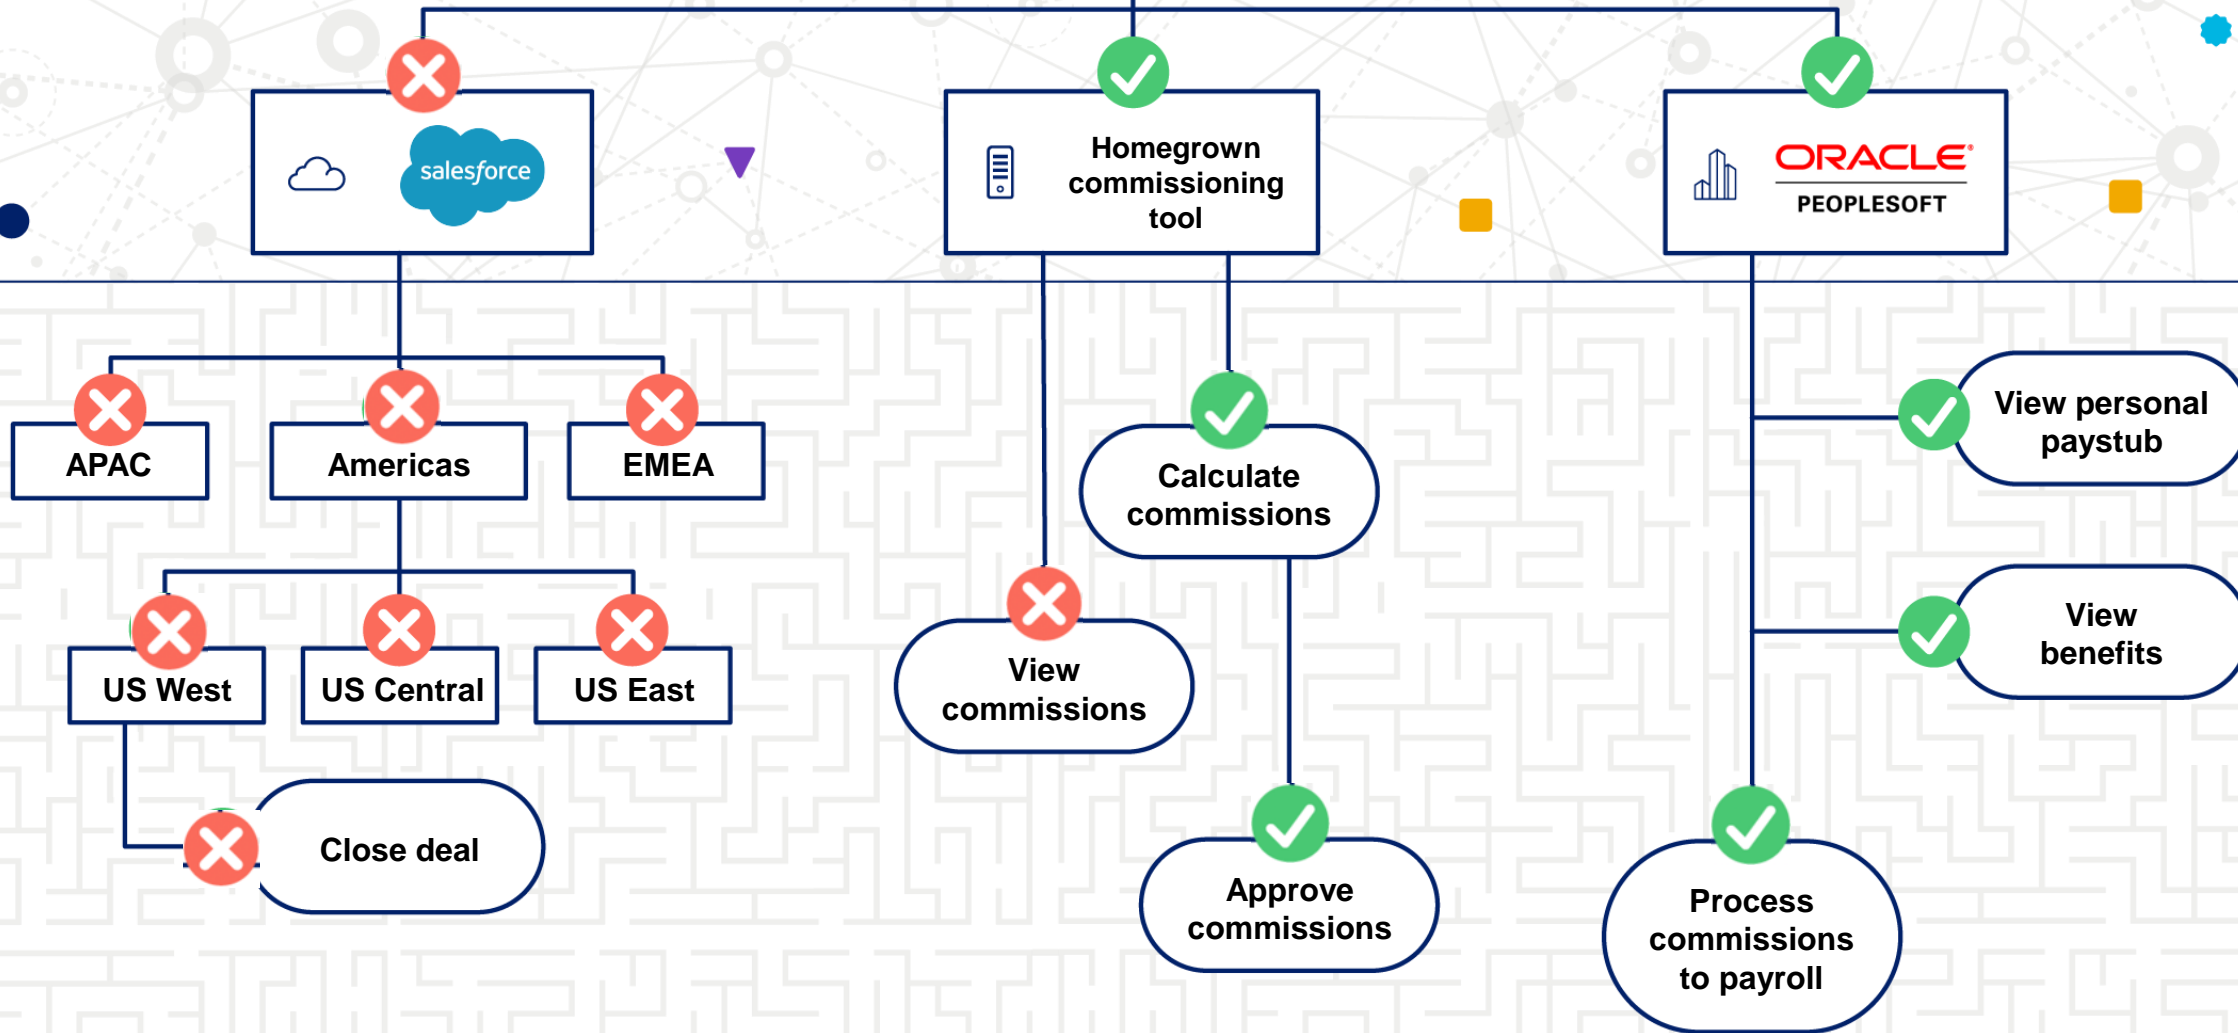 salesforce
Homegrown
commissioning
tool
ORACLE®
PEOPLESOFT
APAC
Americas
EMEA
Calculate
commissions
View personal
paystub
US West
US Central
US East
View
commissions
View
benefits
Close deal
Approve
commissions
Process
commissions
to payroll